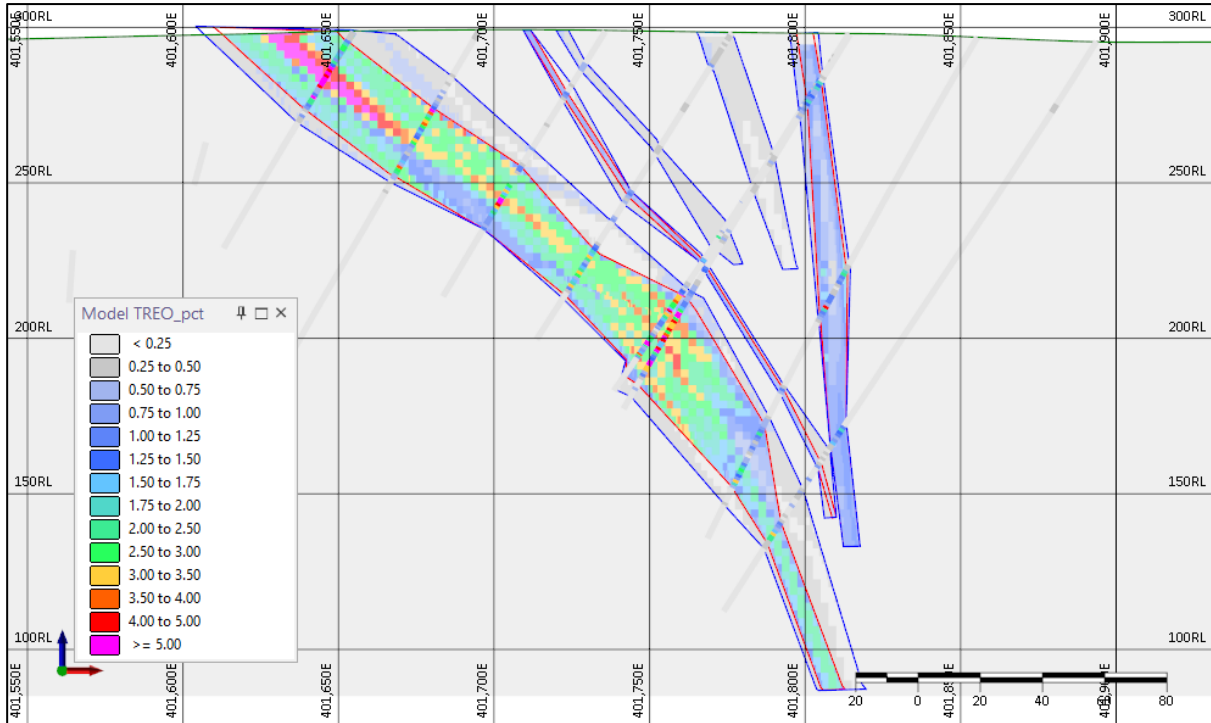 300RL
300RL
401,550E
401,600E
401,650E
401,700E
401,750E
401,800E
401,850E
401,900E
250RL
250RL
200RL
200RL
150RL
150RL
100RL
100RL
Model TREO_pct
< 0.25
0.25 to 0.50
0.50 to 0.75
0.75 to 1.00
1.00 to 1.25
1.25 to 1.50
1.50 to 1.75
1.75 to 2.00
2.00 to 2.50
2.50 to 3.00
3.00 to 3.50
3.50 to 4.00
4.00 to 5.00
>= 5.00
401,550E
401,600E
401,650E
401,700E
401,750E
401,800E
401,850E
401,900E
20
0
20
40
60
80